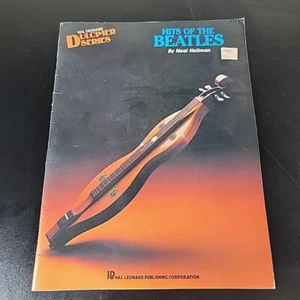 HAL LEONARD
DULCIMER
SERIES
HITS OF THE
BEATLES
By Neal Hellman
HAL LEONARD PUBLISHING CORPORATION